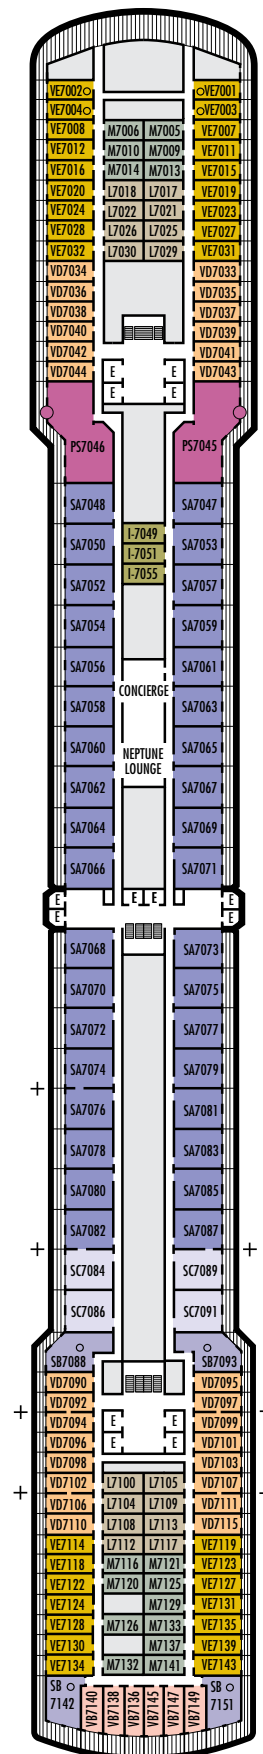 VE7002 VE7001
VE7004 VE7003
VE7008 M7006 M7005 VE7007
VE7012 M7010 M7009 VE7011
VE7016 M7014 M7013 VE7015
VE7020 L7018 L7017 VE7019
VE7024 L7022 L7021 VE7023
VE7028 L7026 L7025 VE7027
VE7032 L7030 L7029 VE7031
VD7034 VD7033
VD7036 VD7035
VD7038 VD7037
VD7040 VD7039
VD7042 VD7041
VD7044 E E VD7043
E E
PS7046 PS7045
SA7048 SA7047
I-7049
SA7050 I-7051 SA7053
I-7055
SA7052 SA7057
SA7054 SA7059
SA7056 SA7061
CONCIERGE
SA7058 SA7063
SA7060 NEPTUNE SA7065
LOUNGE
SA7062 SA7067
SA7064 SA7069
SA7066 SA7071
E E E E
E E
SA7068 SA7073
SA7070 SA7075
SA7072 SA7077
SA7074 SA7079
SA7076 SA7081
SA7078 SA7083
SA7080 SA7085
SA7082 SA7087
SC7084 SC7089
SC7086 SC7091
SB7088 SB7093
VD7090 VD7095
VD7092 VD7097
VD7094 E E VD7099
VD7096 E E VD7101
VD7098 VD7103
VD7102 L7100 L7105 VD7107
VD7106 L7104 L7109 VD7111
VD7110 L7108 L7113 VD7115
VE7114 L7112 L7117 VE7119
VE7118 M7116 M7121 VE7123
VE7122 M7120 M7125 VE7127
VE7124 M7129 VE7131
VE7128 M7126 M7133 VE7135
VE7130 M7137 VE7139
VE7134 M7132 M7141 VE7143
SB 7142 VB7140 VB7138 VB7136 VB7145 VB7147 VB7149 SB 7151